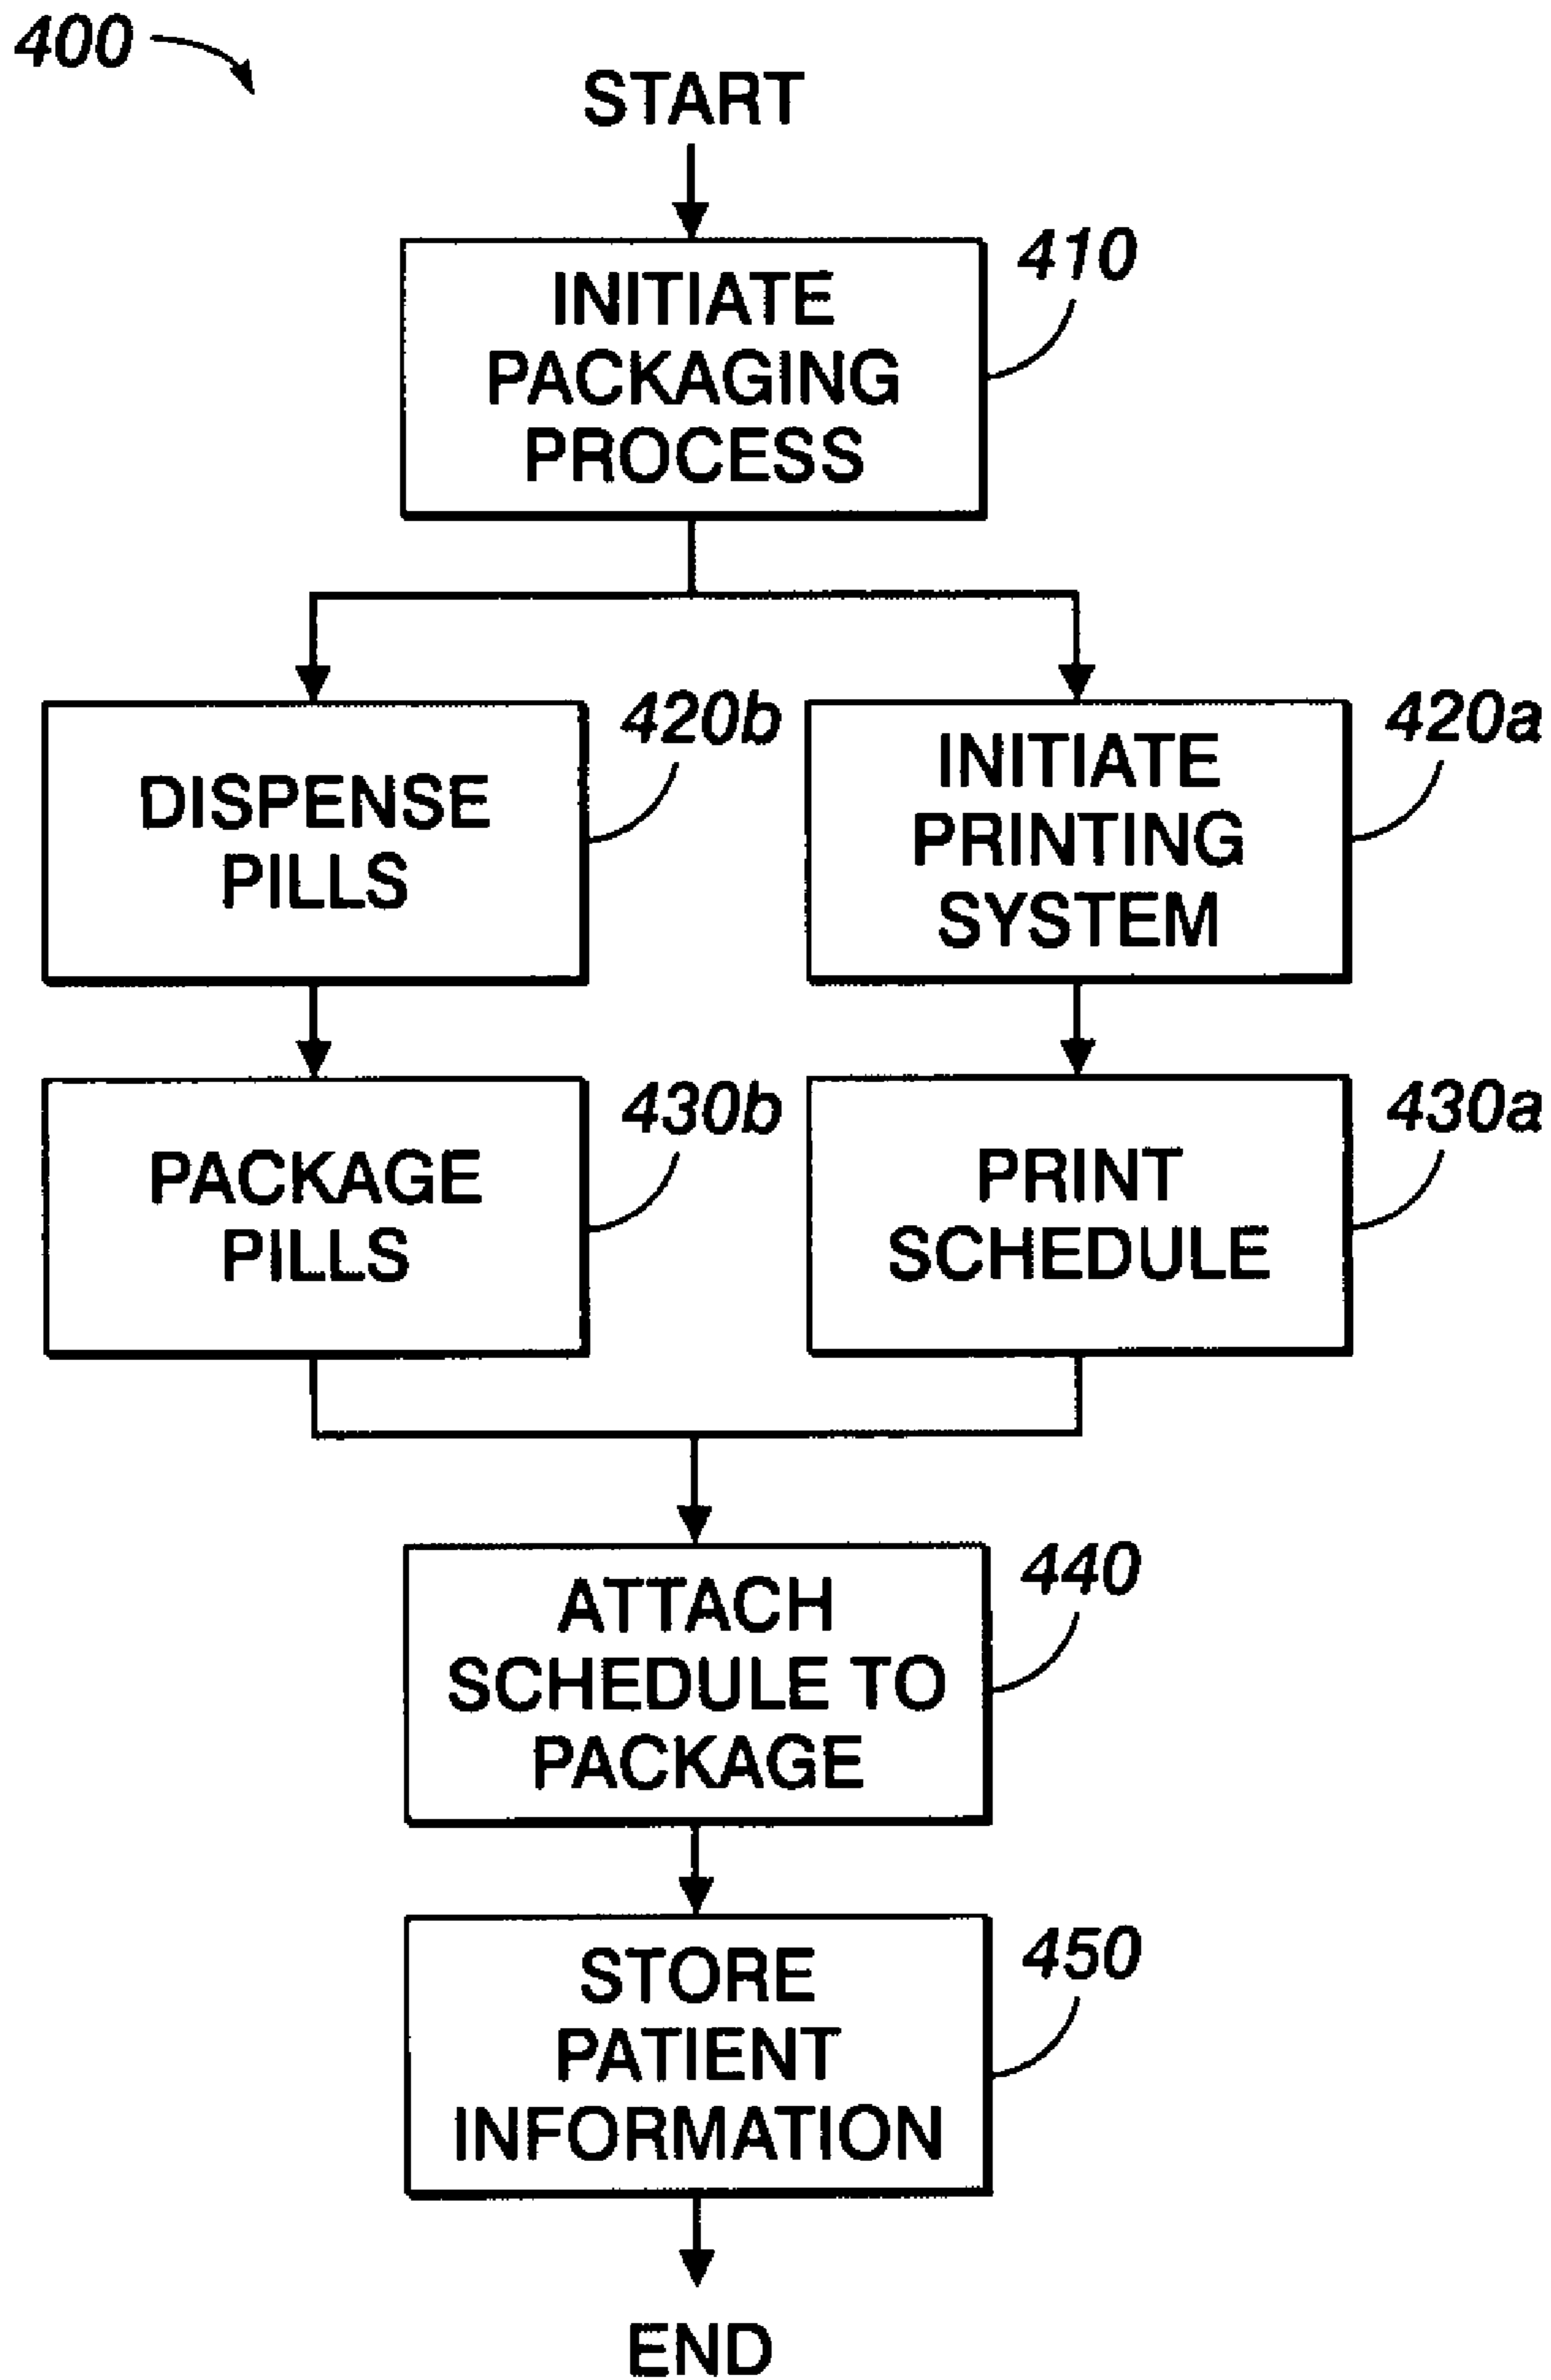 400
START
INITIATE
PACKAGING
PROCESS
410
DISPENSE
PILLS
420b
INITIATE
PRINTING
SYSTEM
420a
PACKAGE
PILLS
430b
PRINT
SCHEDULE
430a
ATTACH
SCHEDULE TO
PACKAGE
440
STORE
PATIENT
INFORMATION
450
END